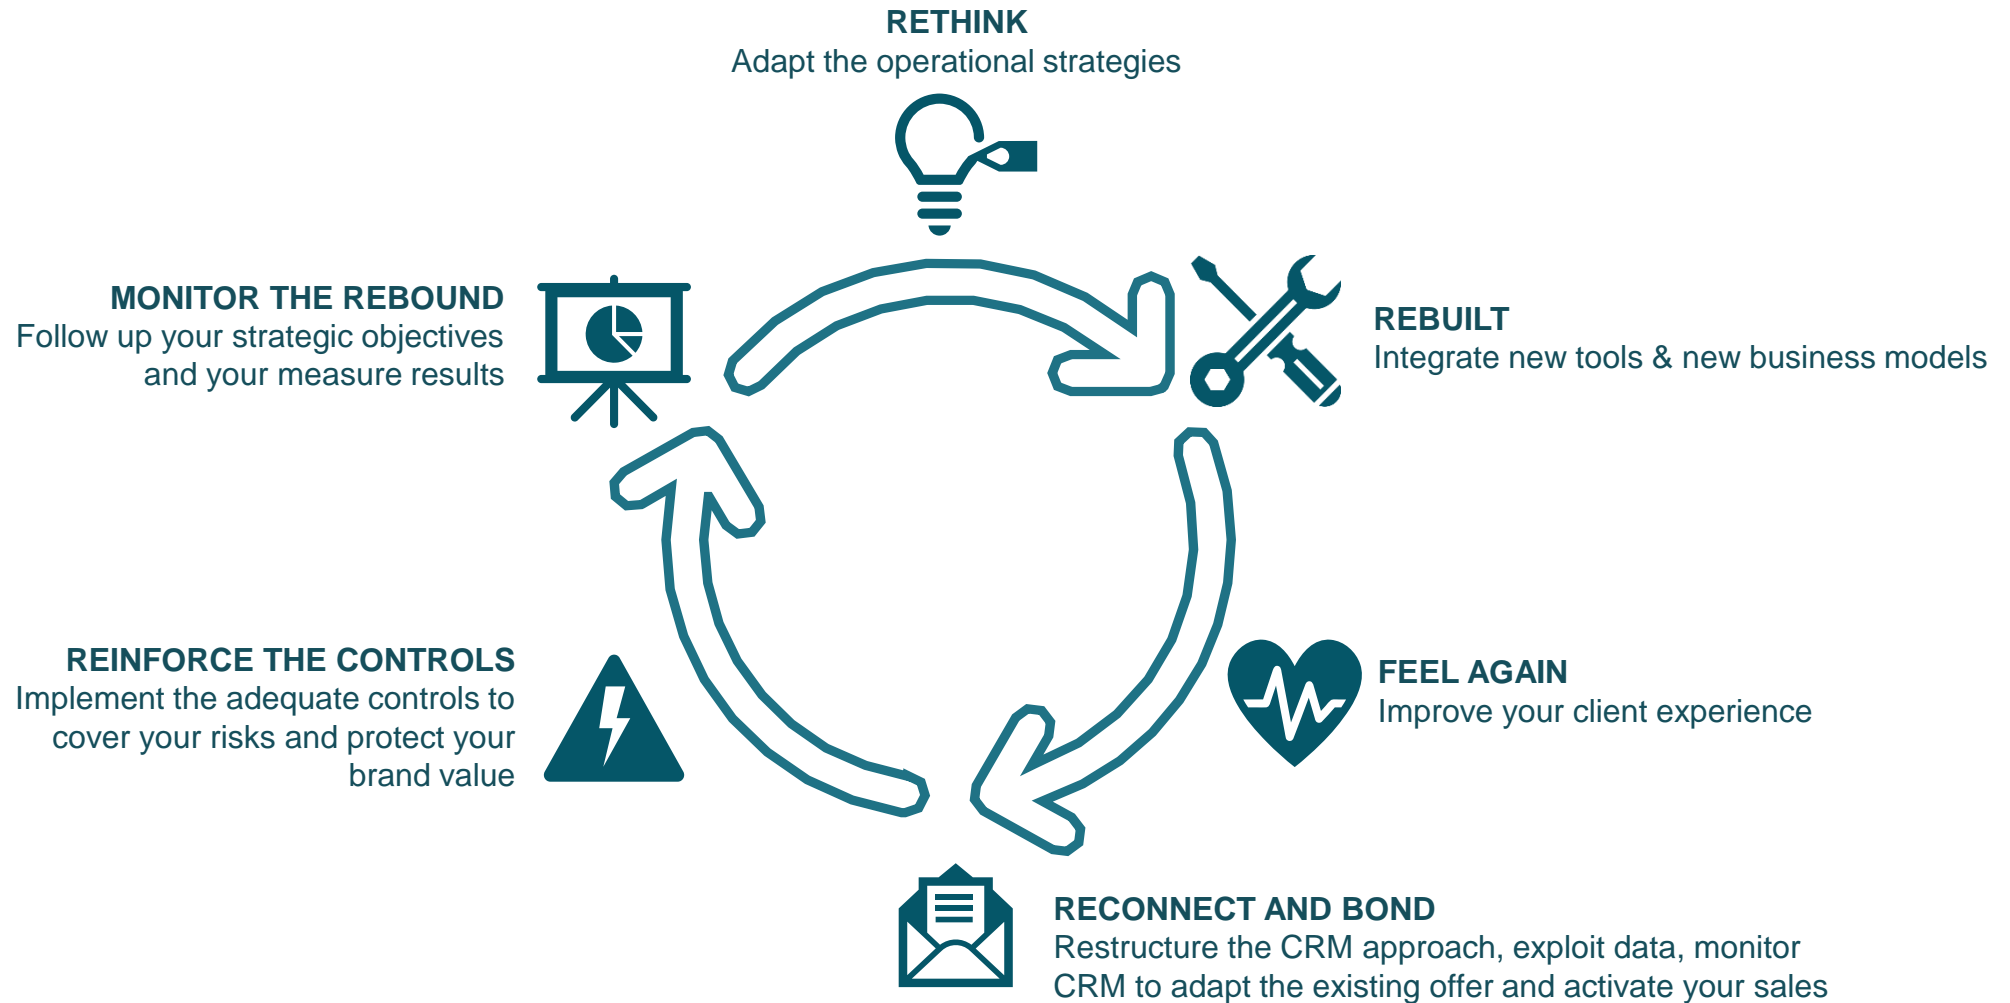 RETHINK
Adapt the operational strategies
REBUILT
Integrate new tools & new business models
FEEL AGAIN
Improve your client experience
RECONNECT AND BOND
Restructure the CRM approach, exploit data, monitor
CRM to adapt the existing offer and activate your sales
REINFORCE THE CONTROLS
Implement the adequate controls to
cover your risks and protect your
brand value
MONITOR THE REBOUND
Follow up your strategic objectives
and your measure results